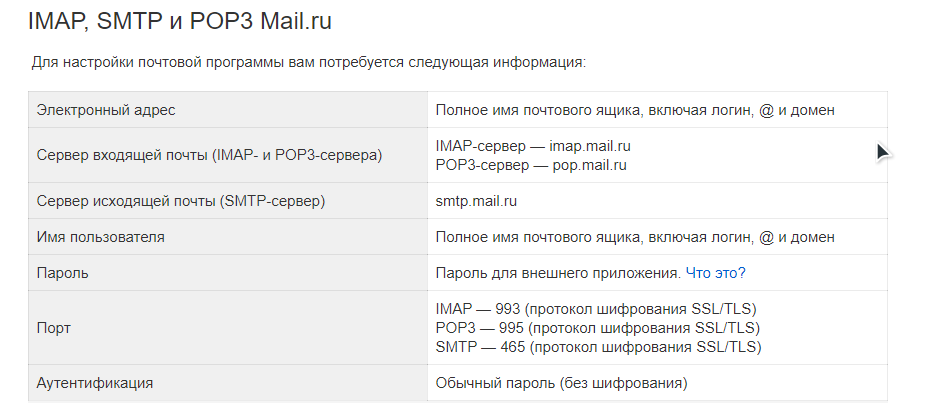 IMAP, SMTP и POP3 Mail.ru
Для настройки почтовой программы вам потребуется следующая информация:
Электронный адрес
Полное имя почтового ящика, включая логин, @ и домен
Сервер входящей почты (IMAP- и POP3-сервера)
IMAP-сервер — imap.mail.ru
POP3-сервер — pop.mail.ru
Сервер исходящей почты (SMTP-сервер)
smtp.mail.ru
Имя пользователя
Полное имя почтового ящика, включая логин, @ и домен
Пароль
Пароль для внешнего приложения. Что это?
Порт
IMAP — 993 (протокол шифрования SSL/TLS)
POP3 — 995 (протокол шифрования SSL/TLS)
SMTP — 465 (протокол шифрования SSL/TLS)
Аутентификация
Обычный пароль (без шифрования)